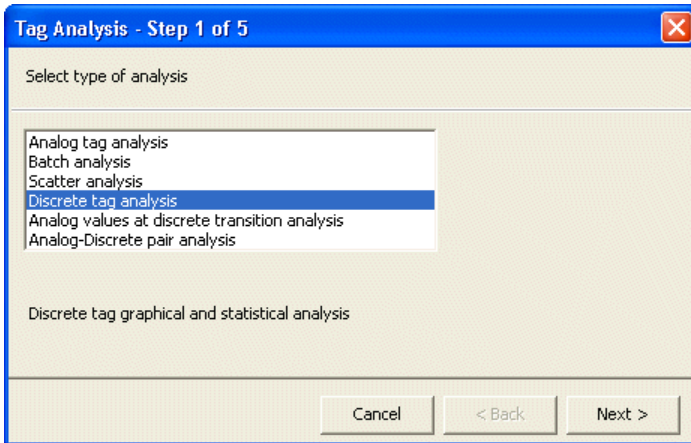 Tag Analysis - Step 1 of 5
Select type of analysis
Analog tag analysis
Batch analysis
Scatter analysis
Discrete tag analysis
Analog values at discrete transition analysis
Analog-Discrete pair analysis
Discrete tag graphical and statistical analysis
Cancel
< Back
Next >